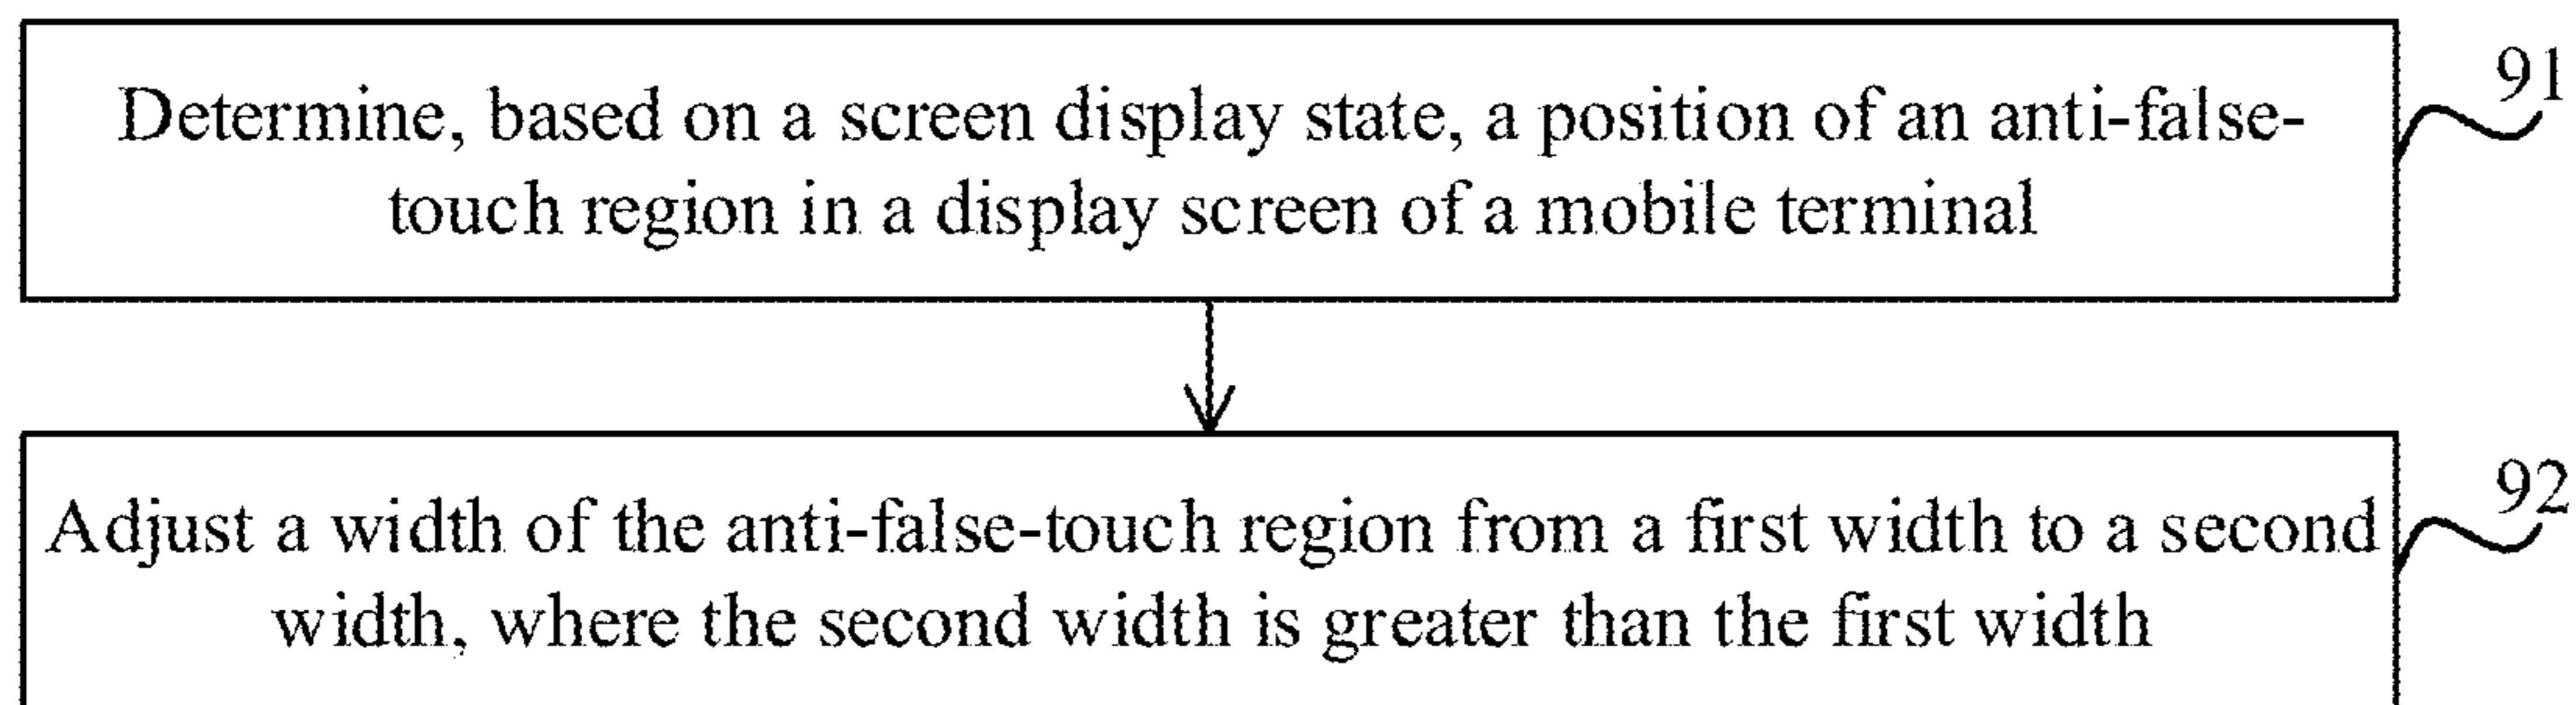 Determine, based on a screen display state, a position of an anti-false-
touch region in a display screen of a mobile terminal
91
Adjust a width of the anti-false-touch region from a first width to a second
width, where the second width is greater than the first width
92